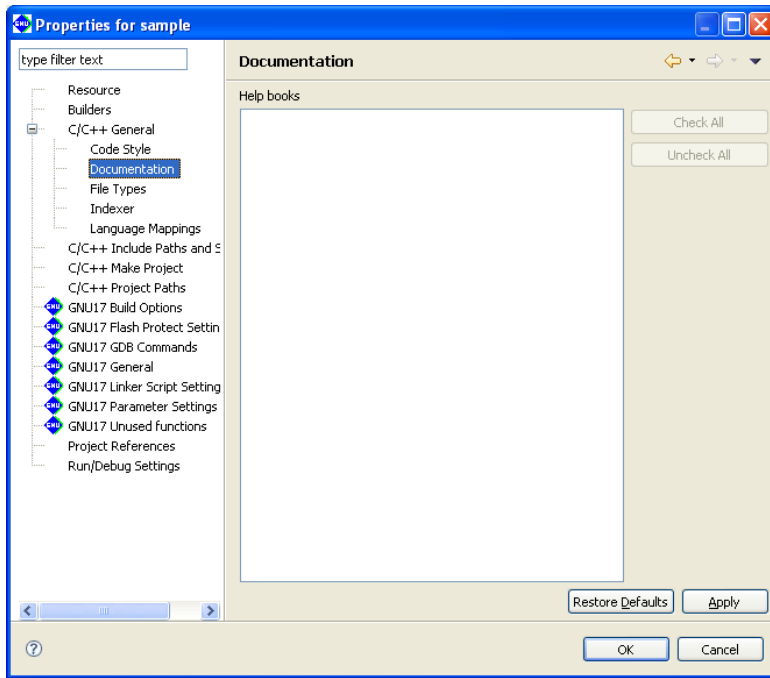 Properties for sample
type filter text
Documentation
Resource
Builders
C/C++ General
Code Style
Documentation
File Types
Indexer
Language Mappings
C/C++ Include Paths and S
C/C++ Make Project
C/C++ Project Paths
GNU17 Build Options
GNU17 Flash Protect Settin
GNU17 GDB Commands
GNU17 General
GNU17 Linker Script Setting
GNU17 Parameter Settings
GNU17 Unused functions
Project References
Run/Debug Settings
Help books
Check All
Uncheck All
Restore Defaults
Apply
OK
Cancel